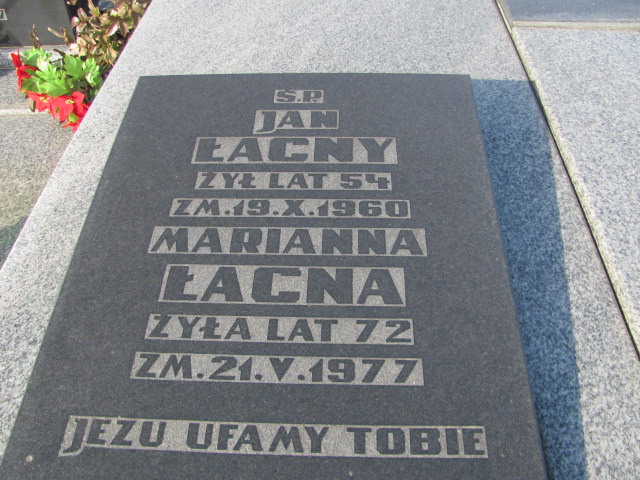 Ś.P.
JAN
ŁACNY
ŻYŁ LAT 54
ZM.19.X.1960
MARIANNA
ŁACNA
ŻYŁA LAT 72
ZM.21.V.1977
JEZU UFAMY TOBIE